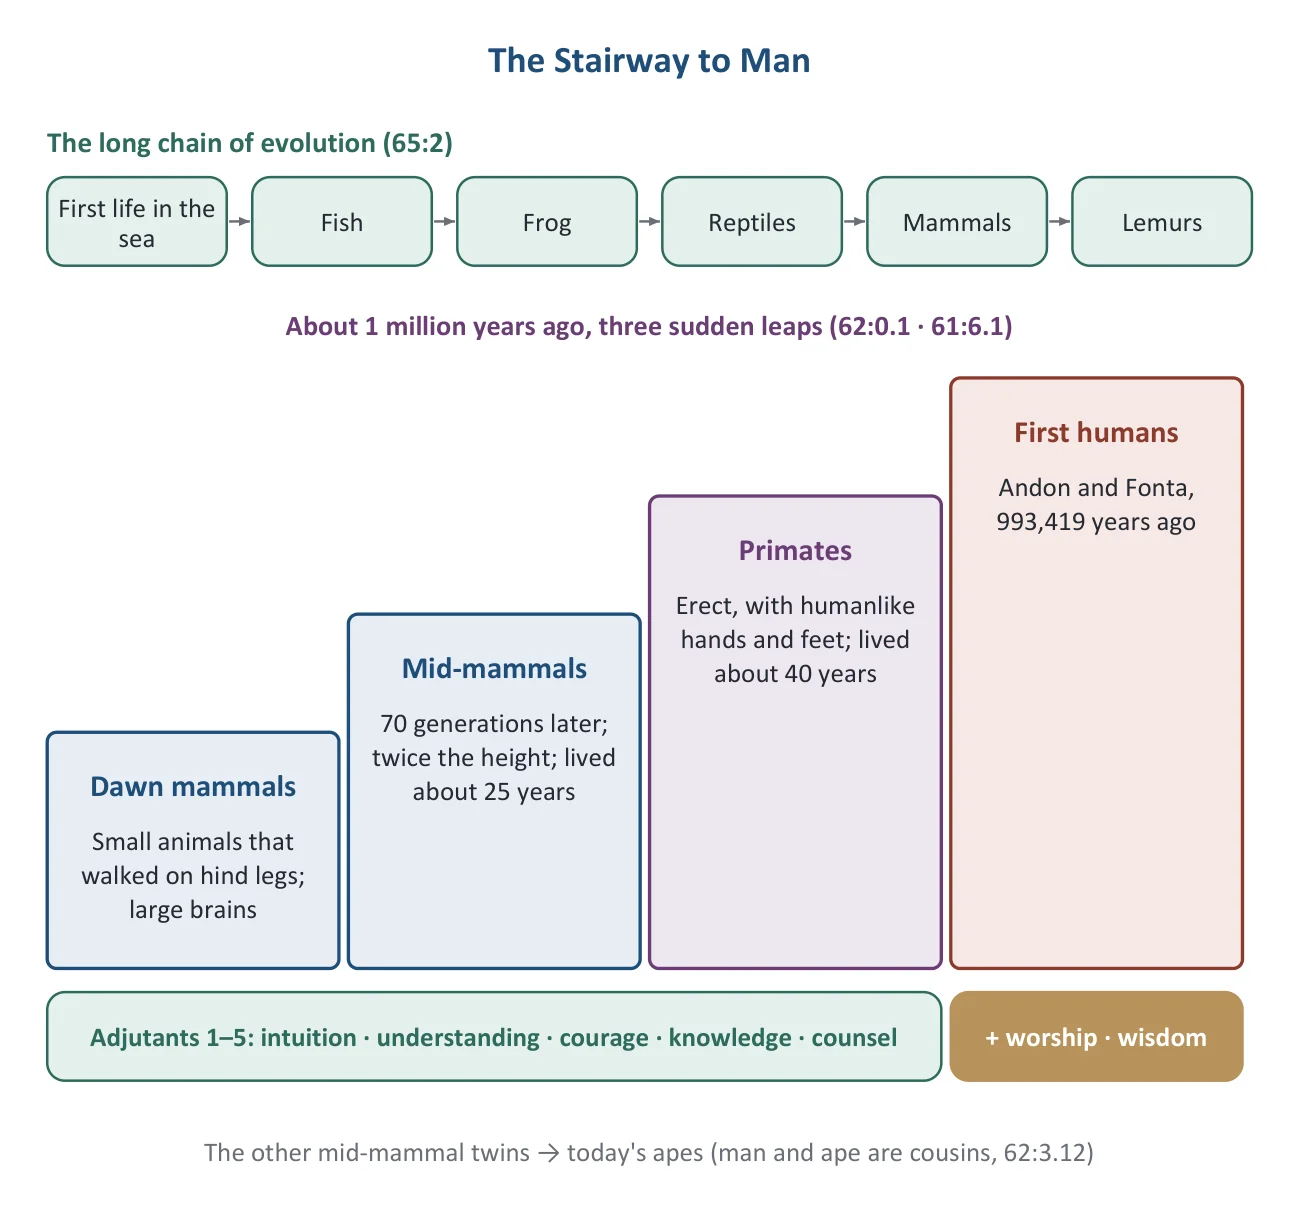 The Stairway to Man
The long chain of evolution (65:2)
First life in the
sea
Fish
Frog
Reptiles
Mammals
Lemurs
About 1 million years ago, three sudden leaps (62:0.1 · 61:6.1)
Dawn mammals
Small animals that
walked on hind legs;
large brains
Mid-mammals
70 generations later;
twice the height; lived
about 25 years
Primates
Erect, with humanlike
hands and feet; lived
about 40 years
First humans
Andon and Fonta,
993,419 years ago
Adjutants 1–5: intuition · understanding · courage · knowledge · counsel
+ worship · wisdom
The other mid-mammal twins → today's apes (man and ape are cousins, 62:3.12)